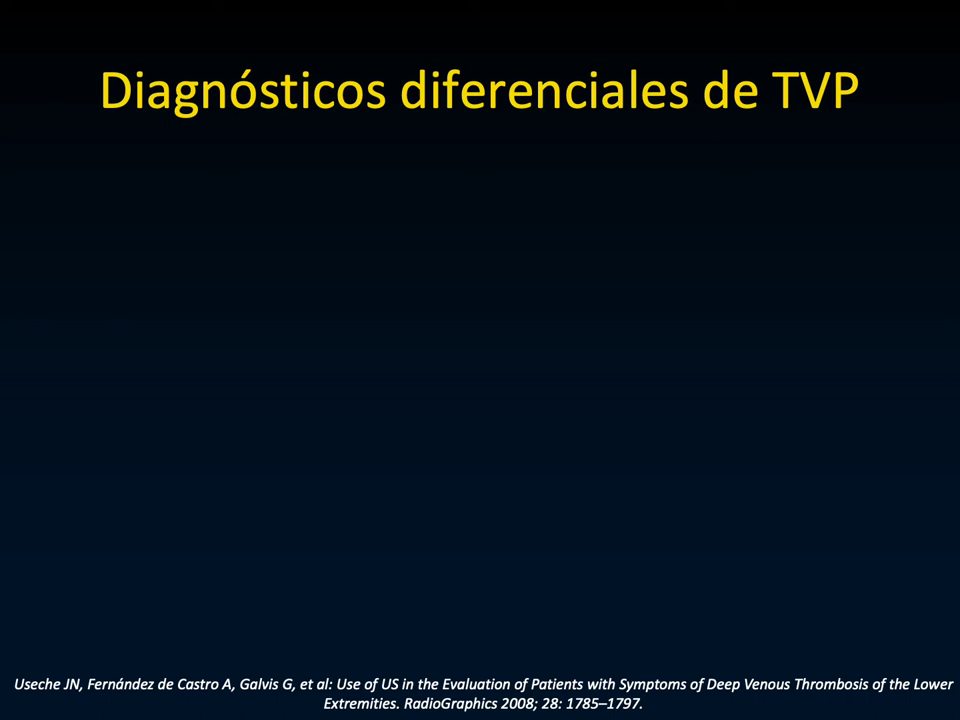 Diagnósticos diferenciales de TVP
Useche JN, Fernández de Castro A, Galvis G, et al: Use of US in the Evaluation of Patients with Symptoms of Deep Venous Thrombosis of the Lower
Extremities. RadioGraphics 2008; 28: 1785–1797.